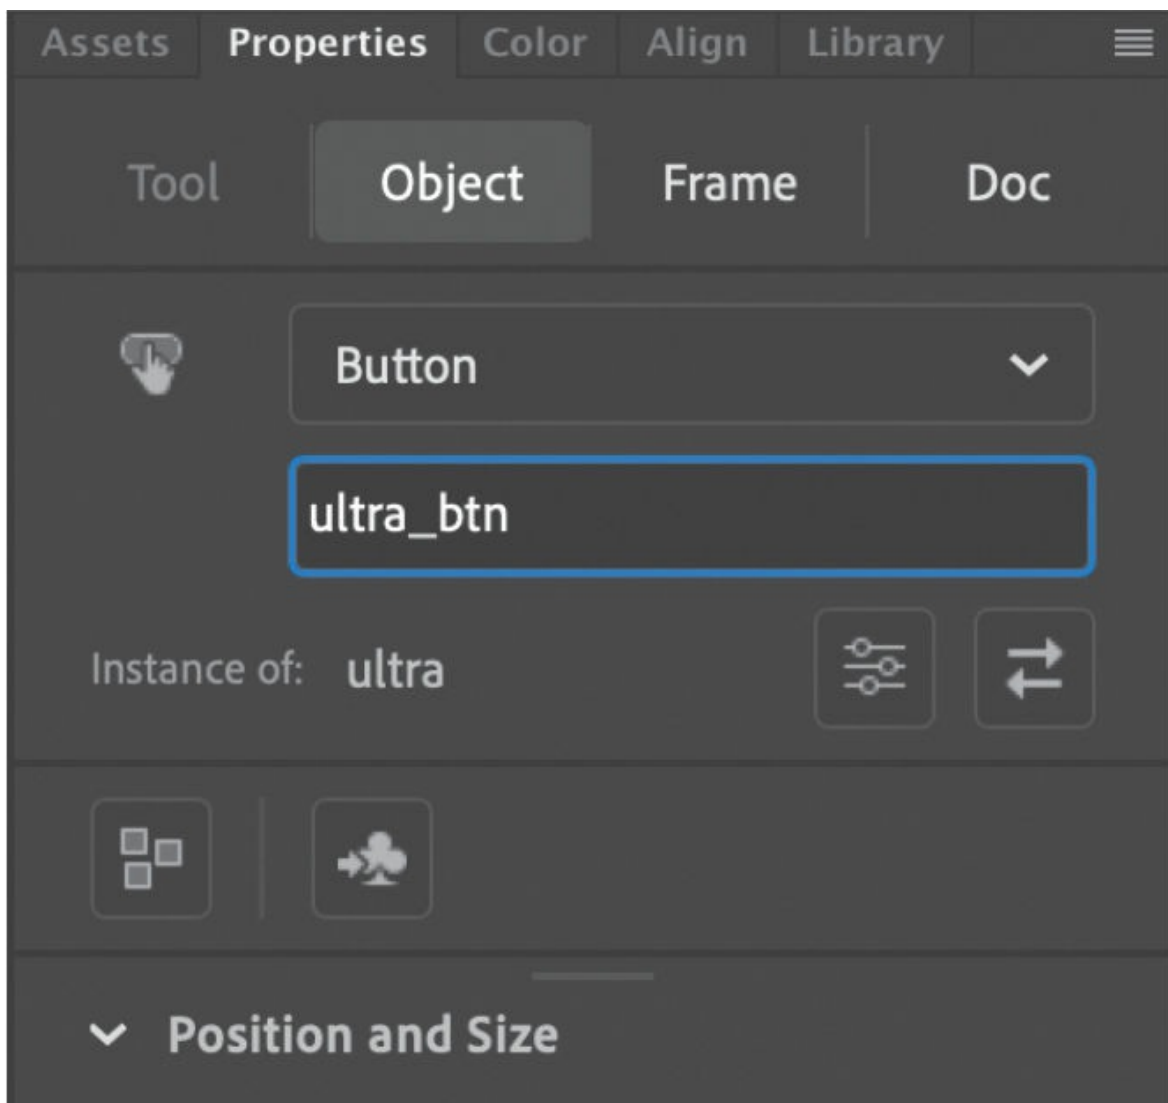 Assets Properties Color Align Library
Tool Object Frame Doc
Button
ultra_btn
Instance of: ultra
Position and Size